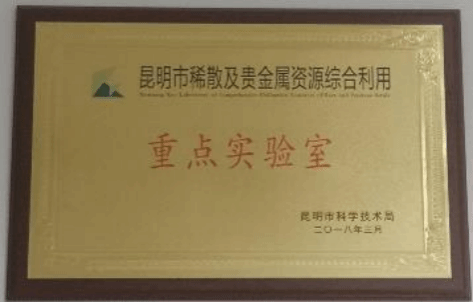 昆明市稀散及贵金属资源综合利用
重点实验室
昆明市科学技术局
二〇一八年三月